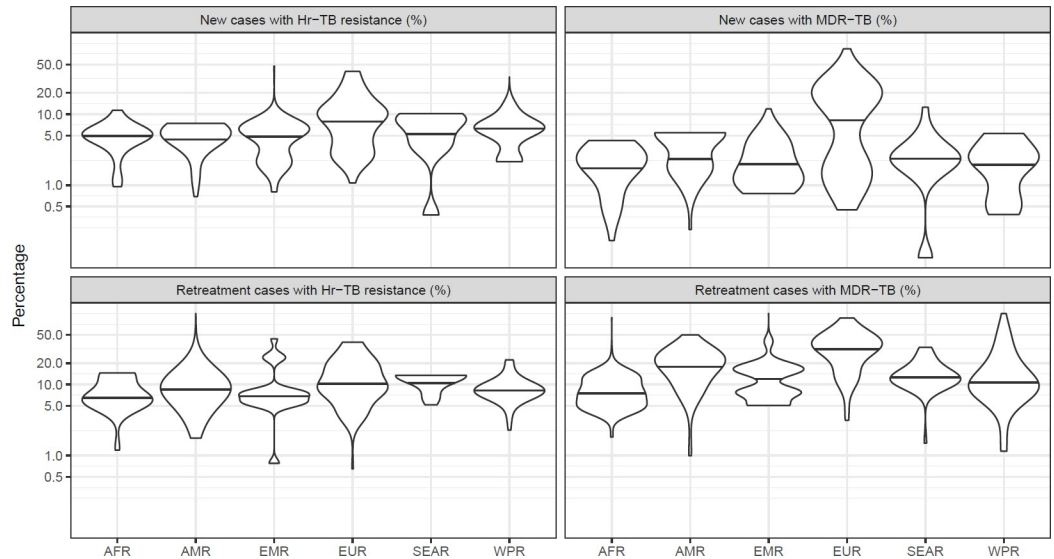 New cases with Hr−TB resistance (%)
New cases with MDR−TB (%)
50.0
20.0
10.0
5.0
1.0
0.5
Percentage
Retreatment cases with Hr−TB resistance (%)
Retreatment cases with MDR−TB (%)
50.0
20.0
10.0
5.0
1.0
0.5
AFR AMR EMR EUR SEAR WPR AFR AMR EMR EUR SEAR WPR